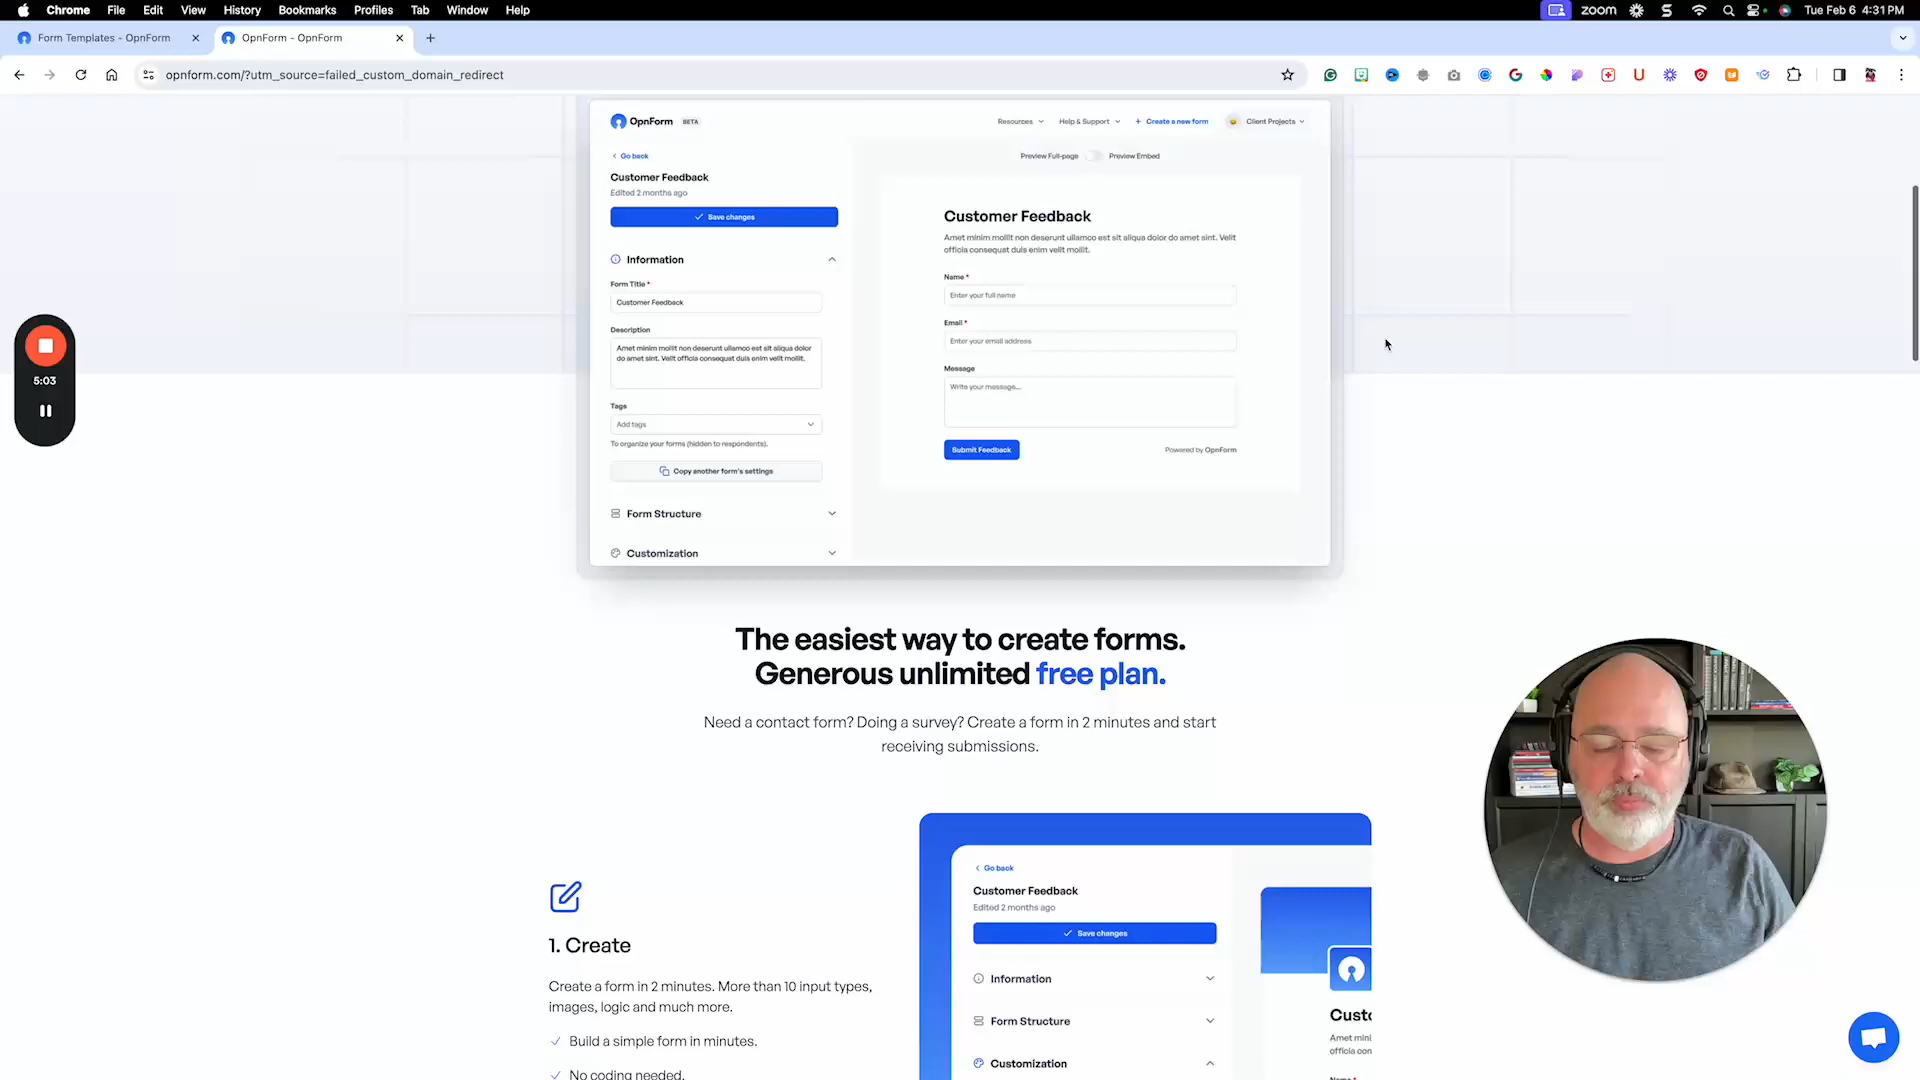 Chrome File Edit View History Bookmarks Profiles Tab Window Help
zoom Tue Feb 6 4:31 PM
Form Templates - OpnForm
OpnForm - OpnForm
opnform.com/?utm_source=failed_custom_domain_redirect
OpnForm BETA
Resources Help & Support + Create a new form Client Projects
Go back
Preview Full-page Preview Embed
Customer Feedback
Edited 2 months ago
Save changes
Information
Form Title *
Customer Feedback
Description
Amet minim mollit non deserunt ullamco est sit aliqua dolor
do amet sint. Velit officia consequat duis enim velit mollit.
Tags
Add tags
To organize your forms (hidden to respondents).
Copy another form's settings
Form Structure
Customization
Customer Feedback
Amet minim mollit non deserunt ullamco est sit aliqua dolor do amet sint. Velit
officia consequat duis enim velit mollit.
Name *
Enter your full name
Email *
Enter your email address
Message
Write your message...
Submit Feedback
Powered by OpnForm
5:03
The easiest way to create forms.
Generous unlimited free plan.
Need a contact form? Doing a survey? Create a form in 2 minutes and start
receiving submissions.
1. Create
Create a form in 2 minutes. More than 10 input types,
images, logic and much more.
Build a simple form in minutes.
No coding needed.
Go back
Customer Feedback
Edited 2 months ago
Save changes
Information
Form Structure
Customization
Custo
Amet mini
officia con